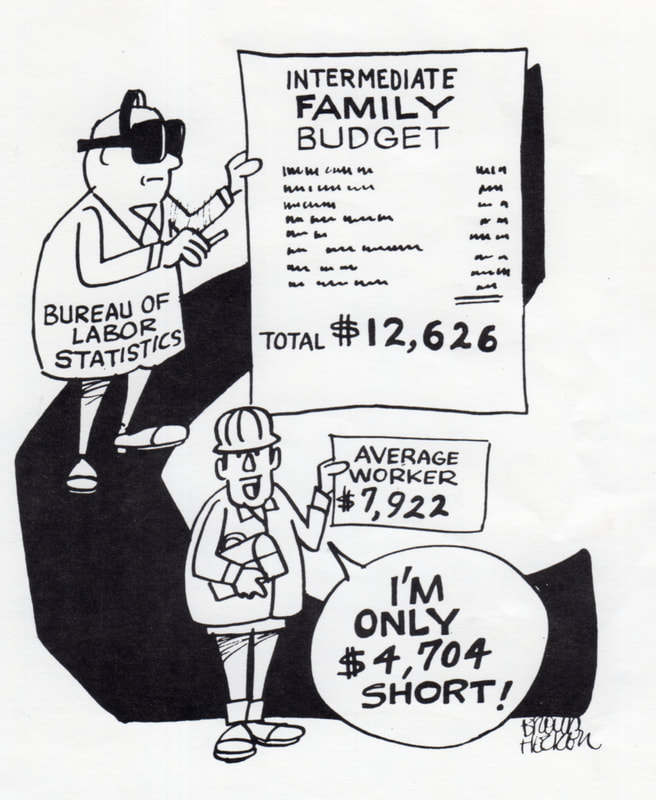 INTERMEDIATE
FAMILY
BUDGET
TOTAL $12,626
BUREAU OF
LABOR
STATISTICS
AVERAGE
WORKER
$7,922
I'M
ONLY
$4,704
SHORT!